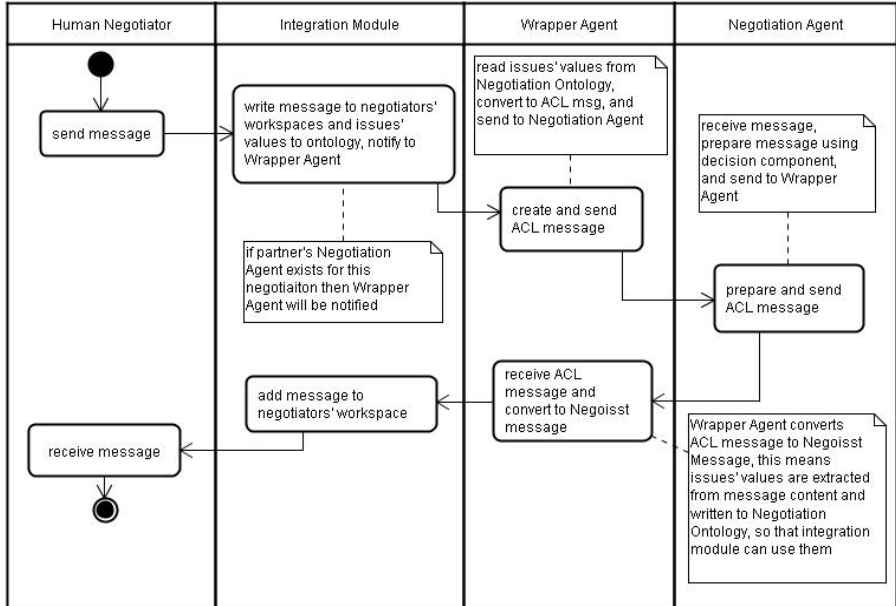 Human Negotiator
Integration Module
Wrapper Agent
Negotiation Agent
send message
write message to negotiators'
workspaces and issues'
values to ontology, notify to
Wrapper Agent
read issues' values from
Negotiation Ontology,
convert to ACL msg, and
send to Negotiation Agent
receive message,
prepare message using
decision component,
and send to Wrapper
Agent
create and send
ACL message
if partner's Negotiation
Agent exists for this
negotiaiton then Wrapper
Agent will be notified
prepare and send
ACL message
receive ACL
message and
convert to Negoisst
message
add message to
negotiators' workspace
receive message
Wrapper Agent converts
ACL message to Negoisst
Message, this means
issues' values are extracted
from message content and
written to Negotiation
Ontology, so that integration
module can use them